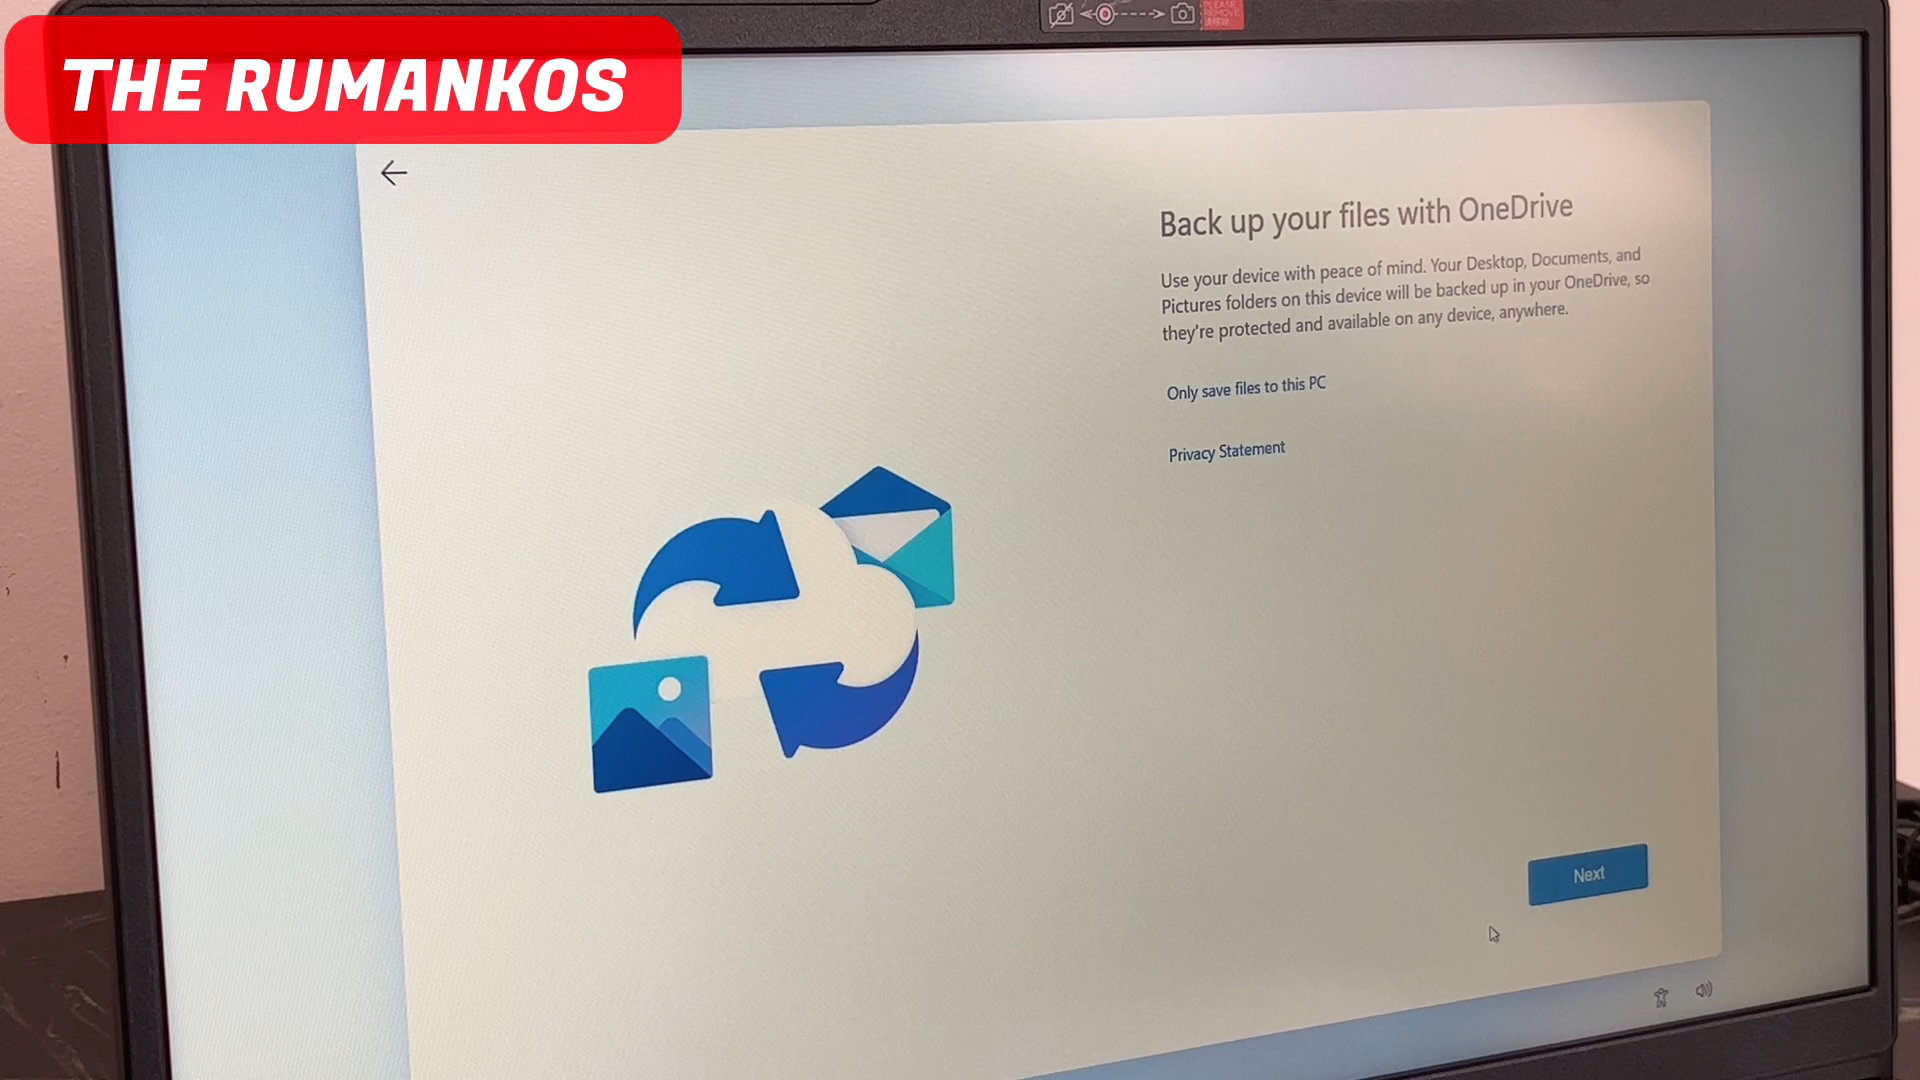 THE RUMANKOS
PLEASE
REMOVE
Back up your files with OneDrive
Use your device with peace of mind. Your Desktop, Documents, and
Pictures folders on this device will be backed up in your OneDrive, so
they're protected and available on any device, anywhere.
Only save files to this PC
Privacy Statement
Next